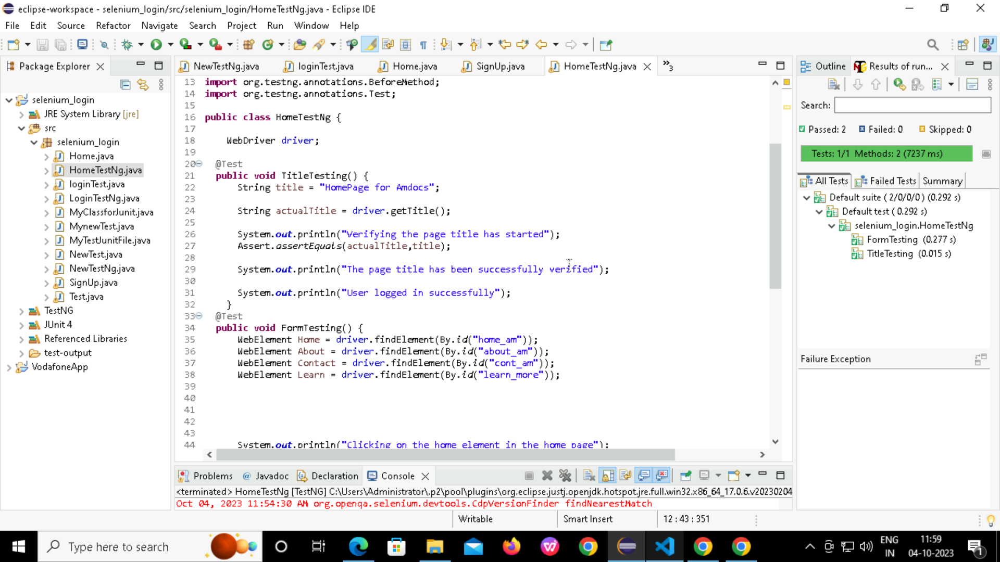 eclipse-workspace - selenium_login/src/selenium_login/HomeTestNg.java - Eclipse IDE
File Edit Source Refactor Navigate Search Project Run Window Help
Package Explorer
selenium_login
JRE System Library [jre]
src
selenium_login
Home.java
HomeTestNg.java
loginTest.java
LoginTestNg.java
MyClassforJunit.java
MynewTest.java
MyTestJunitFile.java
NewTest.java
NewTestNg.java
SignUp.java
Test.java
TestNG
JUnit 4
Referenced Libraries
test-output
VodafoneApp
NewTestNg.java loginTest.java Home.java SignUp.java HomeTestNg.java »3
13 import org.testng.annotations.BeforeMethod;
14 import org.testng.annotations.Test;
15
16 public class HomeTestNg {
17
18 WebDriver driver;
19
20 @Test
21 public void TitleTesting() {
22 String title = "HomePage for Amdocs";
23
24 String actualTitle = driver.getTitle();
25
26 System.out.println("Verifying the page title has started");
27 Assert.assertEquals(actualTitle,title);
28
29 System.out.println("The page title has been successfully verified");
30
31 System.out.println("User logged in successfully");
32 }
33 @Test
34 public void FormTesting() {
35 WebElement Home = driver.findElement(By.id("home_am"));
36 WebElement About = driver.findElement(By.id("about_am"));
37 WebElement Contact = driver.findElement(By.id("cont_am"));
38 WebElement Learn = driver.findElement(By.id("learn_more"));
39
40
41
42
43
44 System.out.println("Clicking on the home element in the home page");
Outline Results of run...
Search:
Passed: 2 Failed: 0 Skipped: 0
Tests: 1/1 Methods: 2 (7237 ms)
All Tests Failed Tests Summary
Default suite ( 2/0/0/0 ) (0.292 s)
Default test ( 0.292 s)
selenium_login.HomeTestNg
FormTesting (0.277 s)
TitleTesting (0.015 s)
Failure Exception
Problems @ Javadoc Declaration Console
<terminated> HomeTestNg [TestNG] C:\Users\Administrator\.p2\pool\plugins\org.eclipse.justj.openjdk.hotspot.jre.full.win32.x86_64_17.0.6.v20230204
Oct 04, 2023 11:54:30 AM org.openqa.selenium.devtools.CdpVersionFinder findNearestMatch
Writable Smart Insert 12 : 43 : 351
Type here to search
ENG
IN
11:59
04-10-2023
1